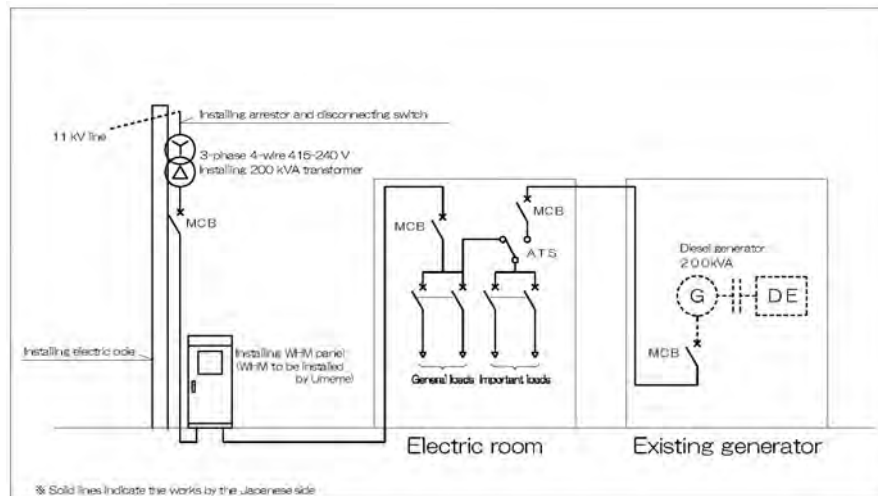 Installing arrestor and disconnecting switch
11 kV line
3-phase 4-wire 415-240 V
Installing 200 kVA transformer
MCB
MCB
MCB
ATS
Diesel generator
200kVA
G
DE
MCB
Installing electric pole
Installing WHM panel
(WHM to be installed
by Umeme)
General loads
Important loads
Electric room
Existing generator
※ Solid lines indicate the works by the Japanese side